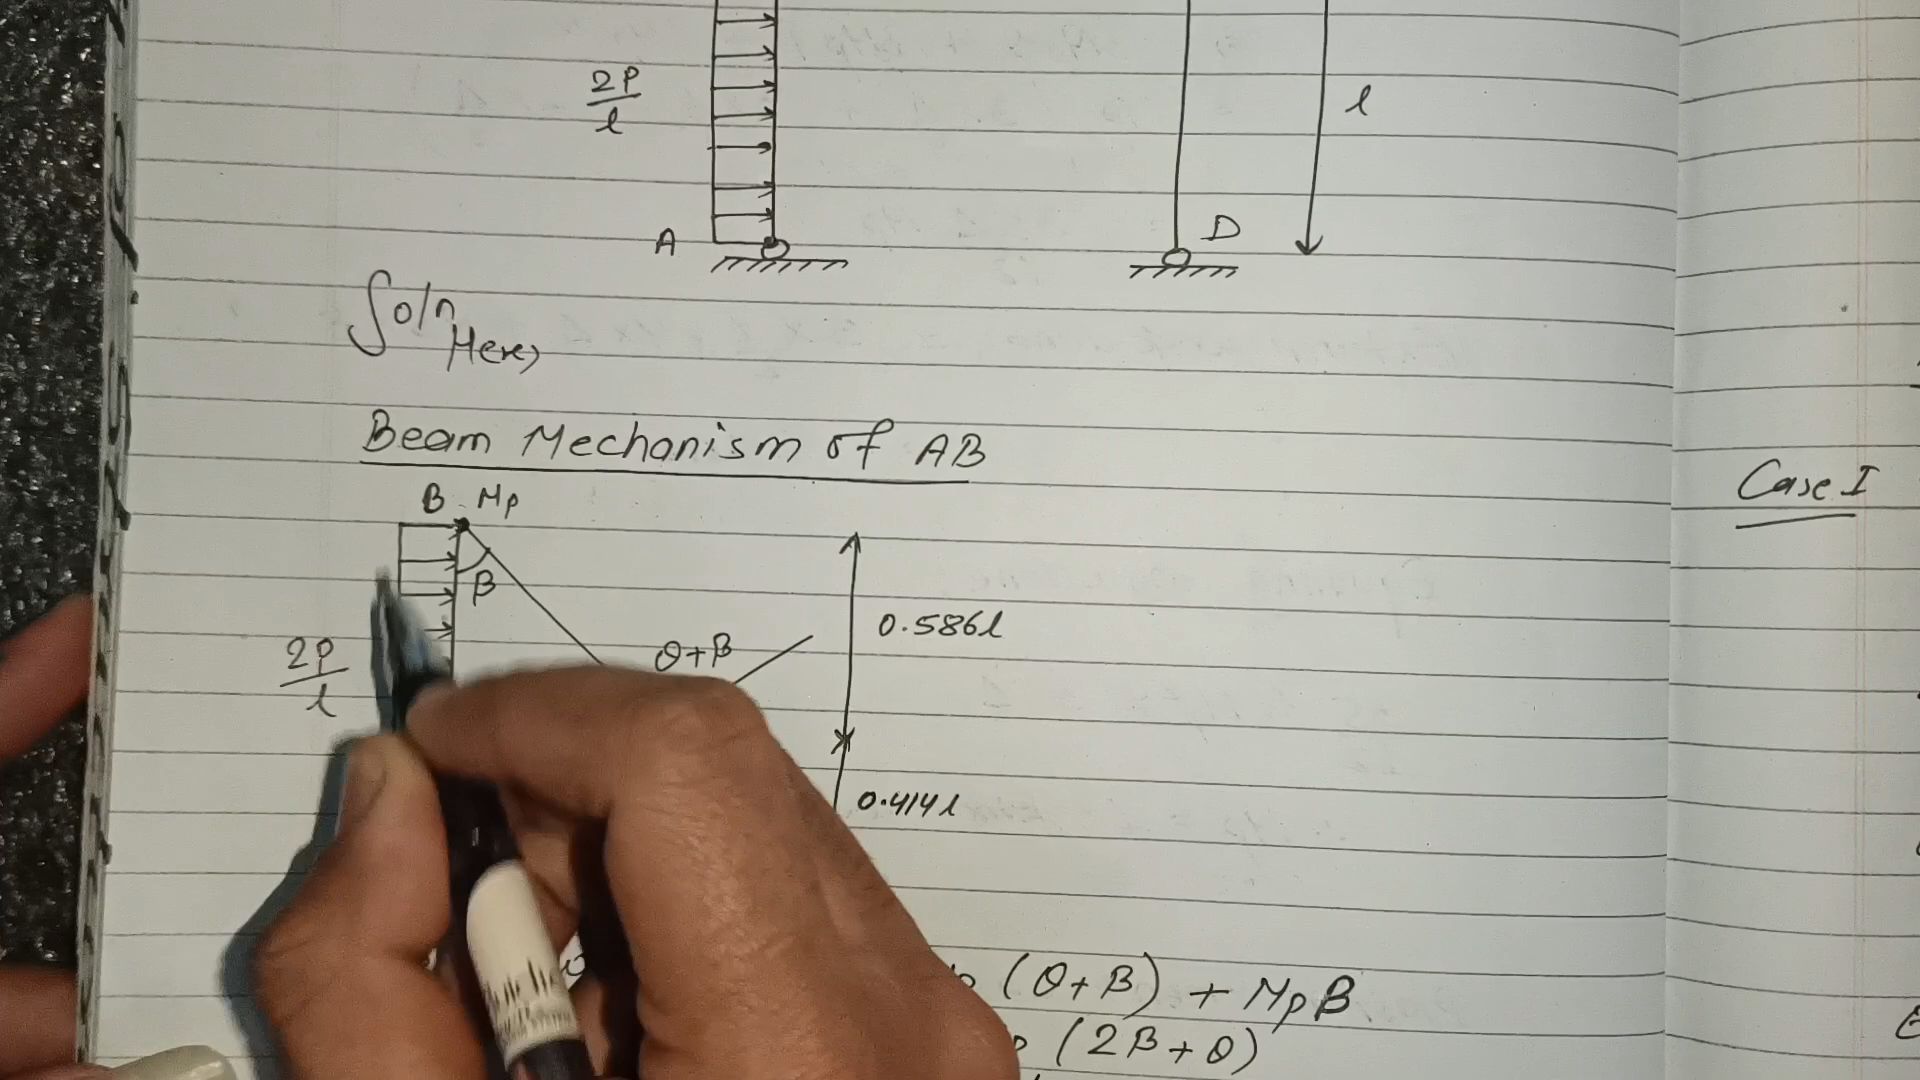 2P
l
l
A
D
Soln
Here,
Beam Mechanism of AB
B Mp
β
2P
l
θ+β
0.586l
0.414l
(θ+β) + Mpβ
(2β+θ)
Case I